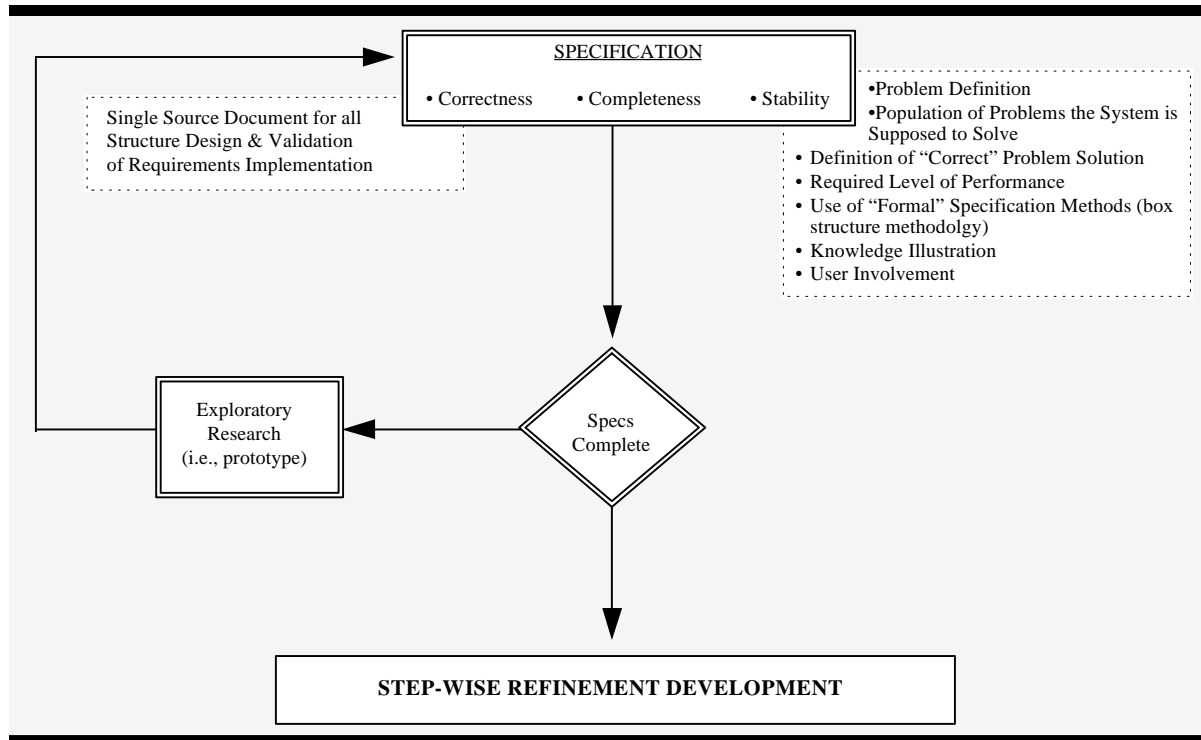 SPECIFICATION
• Correctness • Completeness • Stability
Single Source Document for all
Structure Design & Validation
of Requirements Implementation
•Problem Definition
•Population of Problems the System is
Supposed to Solve
• Definition of “Correct” Problem Solution
• Required Level of Performance
• Use of “Formal” Specification Methods (box
structure methodolgy)
• Knowledge Illustration
• User Involvement
Specs
Complete
Exploratory
Research
(i.e., prototype)
STEP-WISE REFINEMENT DEVELOPMENT